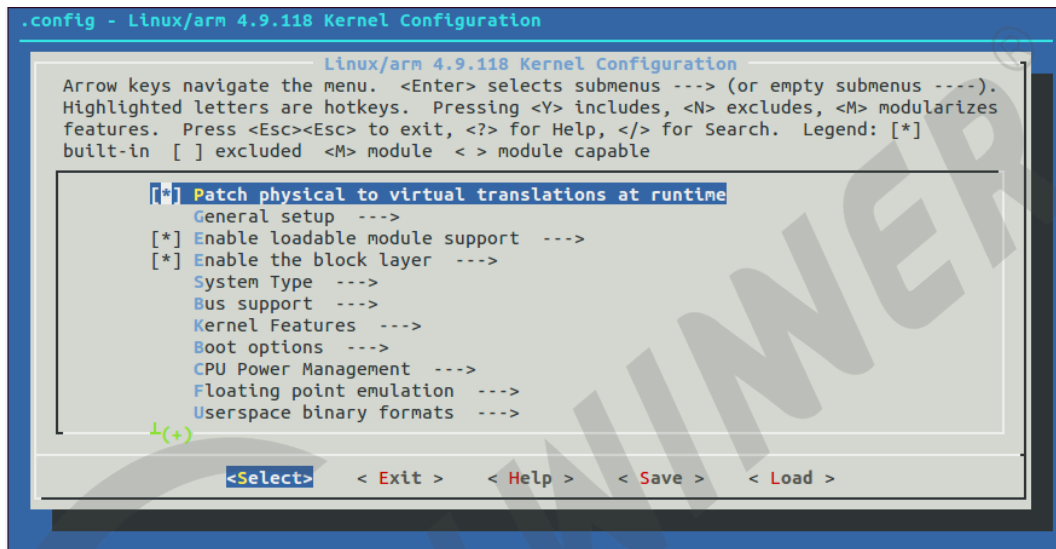 .config - Linux/arm 4.9.118 Kernel Configuration
Linux/arm 4.9.118 Kernel Configuration
Arrow keys navigate the menu.  <Enter> selects submenus ---> (or empty submenus ----).
Highlighted letters are hotkeys.  Pressing <Y> includes, <N> excludes, <M> modularizes
features.  Press <Esc><Esc> to exit, <?> for Help, </> for Search.  Legend: [*]
built-in  [ ] excluded  <M> module  < > module capable
[*] Patch physical to virtual translations at runtime
General setup  --->
[*] Enable loadable module support  --->
[*] Enable the block layer  --->
System Type  --->
Bus support  --->
Kernel Features  --->
Boot options  --->
CPU Power Management  --->
Floating point emulation  --->
Userspace binary formats  --->
(+)
<Select>    < Exit >    < Help >    < Save >    < Load >
WINNER
®